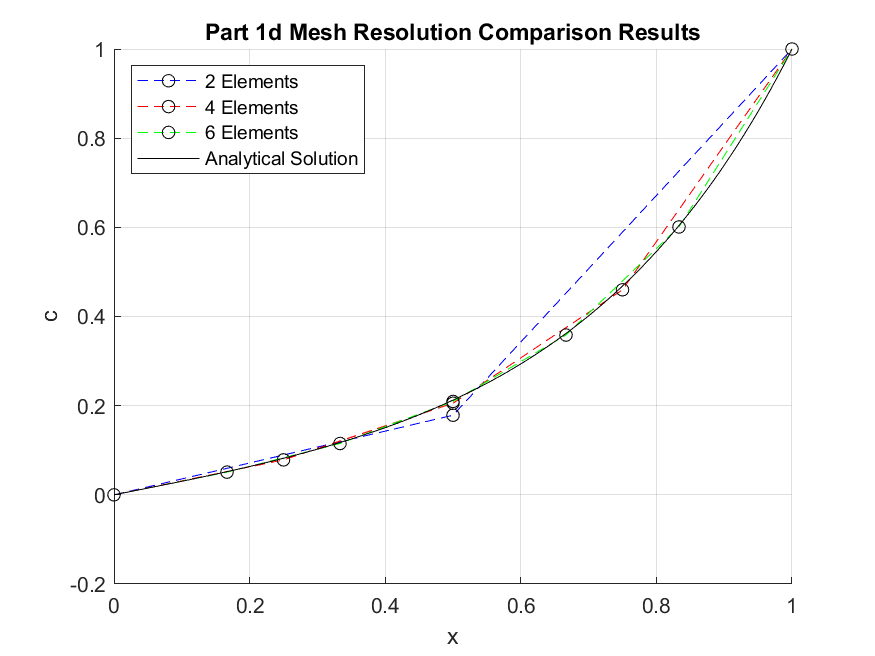 Part 1d Mesh Resolution Comparison Results
1
2 Elements
4 Elements
6 Elements
Analytical Solution
0.8
0.6
0.4
0.2
0
-0.2
c
0 0.2 0.4 0.6 0.8 1
x